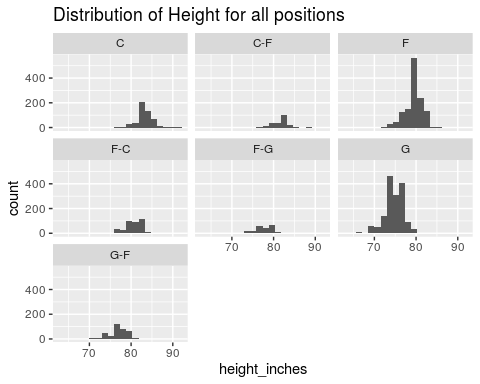 Distribution of Height for all positions
C C-F F
400
200
0
F-C F-G G
400
200
0
70 80 90 70 80 90
G-F
400
200
0
70 80 90
count
height_inches